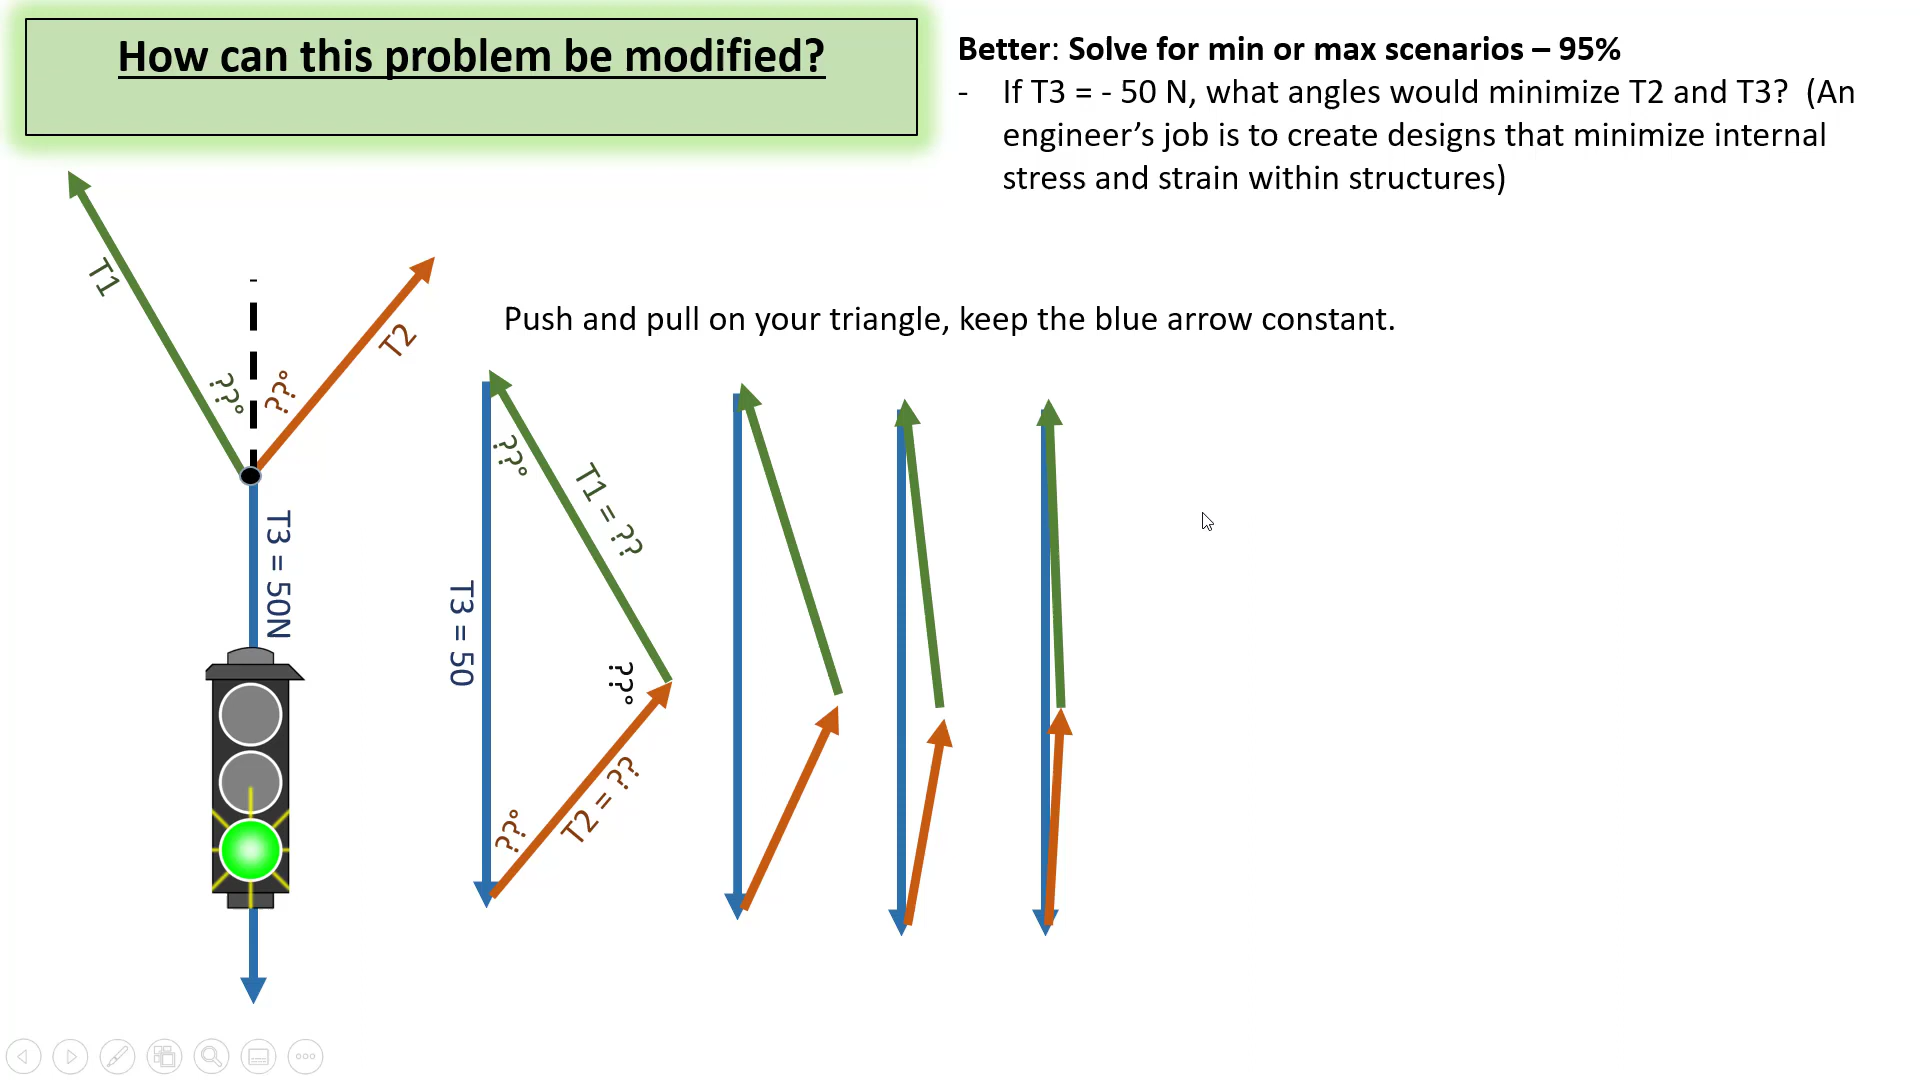 How can this problem be modified?
Better: Solve for min or max scenarios – 95%
- If T3 = - 50 N, what angles would minimize T2 and T3? (An
engineer’s job is to create designs that minimize internal
stress and strain within structures)
Push and pull on your triangle, keep the blue arrow constant.
T1
T2
??°
??°
T3 = 50N
??°
T1 = ??
T3 = 50
??°
??°
T2 = ??